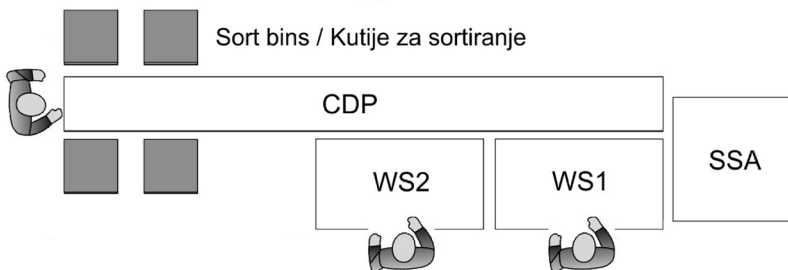 Sort bins / Kutije za sortiranje
CDP
WS2
WS1
SSA